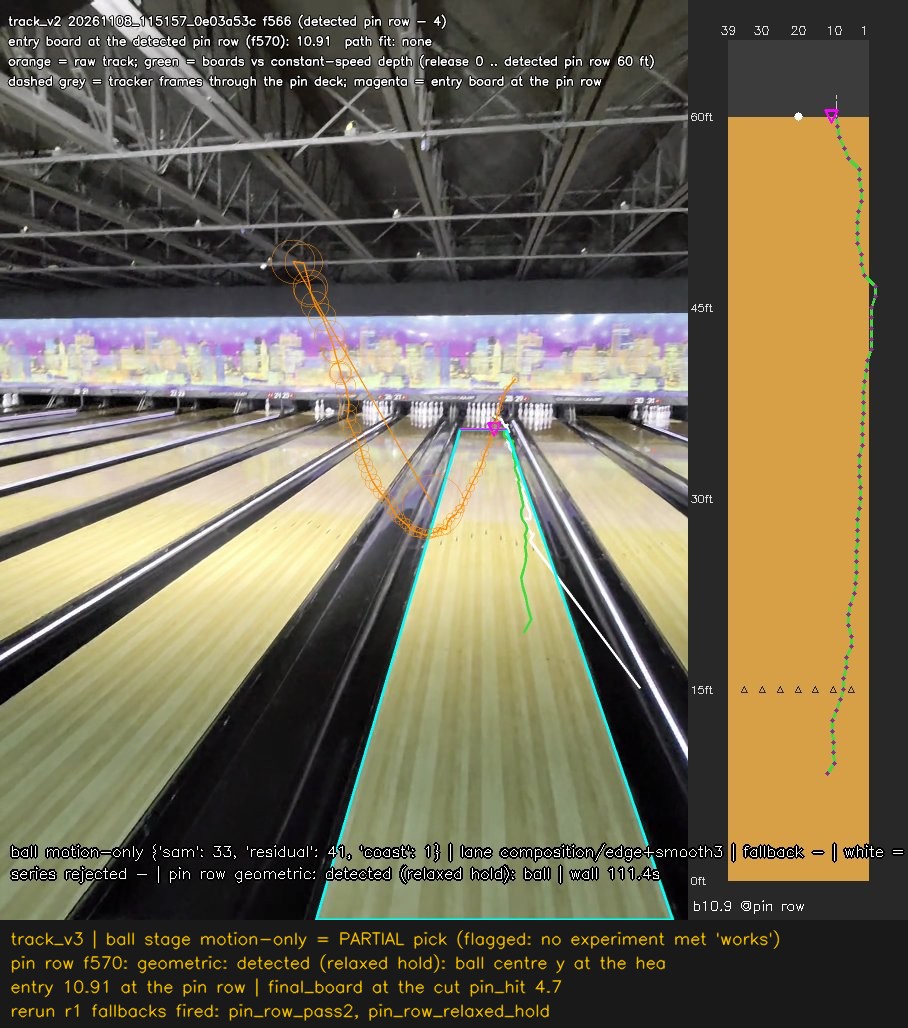 track_v2 20261108_115157_0e03a53c f566 (detected pin row - 4)
entry board at the detected pin row (f570): 10.91 path fit: none
orange = raw track; green = boards vs constant-speed depth (release 0 .. detected pin row 60 ft)
dashed grey = tracker frames through the pin deck; magenta = entry board at the pin row
39 30 20 10 1
60ft
45ft
30ft
15ft
0ft
ball motion-only {'sam': 33, 'residual': 41, 'coast': 1} | lane composition/edge+smooth3 | fallback - | white =
series rejected - | pin row geometric: detected (relaxed hold): ball | wall 111.4s
b10.9 @pin row
track_v3 | ball stage motion-only = PARTIAL pick (flagged: no experiment met 'works')
pin row f570: geometric: detected (relaxed hold): ball centre y at the hea
entry 10.91 at the pin row | final_board at the cut pin_hit 4.7
rerun r1 fallbacks fired: pin_row_pass2, pin_row_relaxed_hold